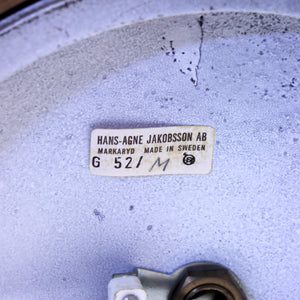 HANS-AGNE JAKOBSSON AB
MARKARYD MADE IN SWEDEN
G 52/ M